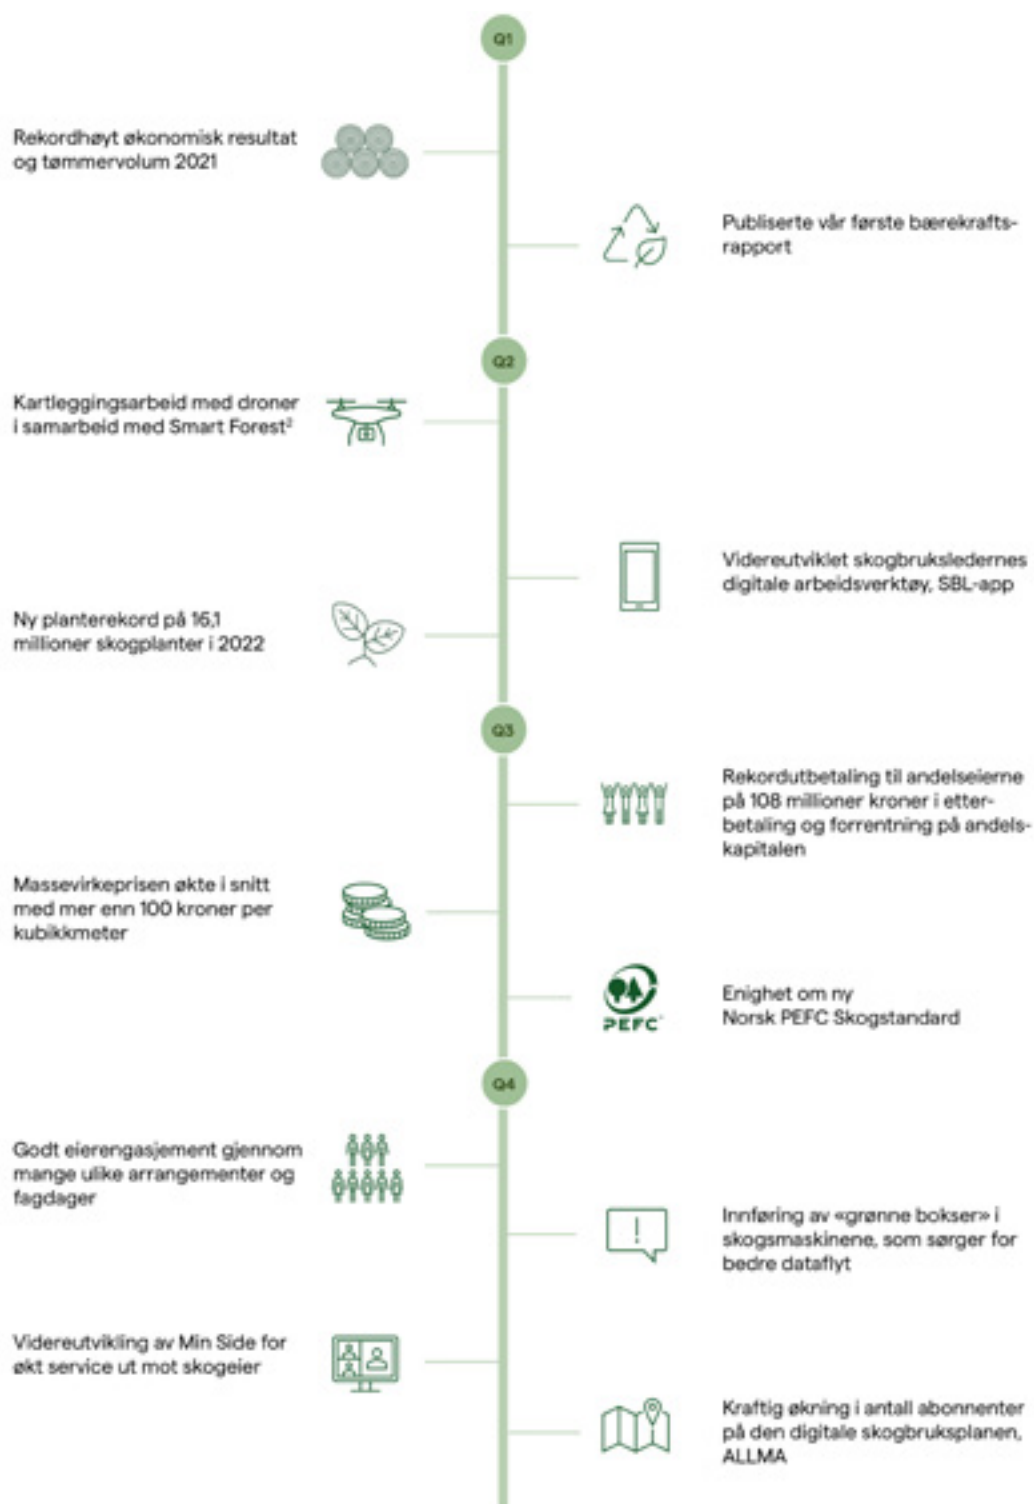 Q1
Rekordhøyt økonomisk resultat
og tømmervolum 2021
Publiserte vår første bærekrafts-
rapport
Q2
Kartleggingsarbeid med droner
i samarbeid med Smart Forest²
Videreutviklet skogbruksledernes
digitale arbeidsverktøy, SBL-app
Ny planterekord på 16,1
millioner skogplanter i 2022
Q3
Rekordutbetaling til andelseierne
på 108 millioner kroner i etter-
betaling og forrentning på andels-
kapitalen
Massevirkeprisen økte i snitt
med mer enn 100 kroner per
kubikkmeter
PEFC
Enighet om ny
Norsk PEFC Skogstandard
Q4
Godt eierengasjement gjennom
mange ulike arrangementer og
fagdager
Innføring av «grønne bokser» i
skogsmaskinene, som sørger for
bedre dataflyt
Videreutvikling av Min Side for
økt service ut mot skogeier
Kraftig økning i antall abonnenter
på den digitale skogbruksplanen,
ALLMA